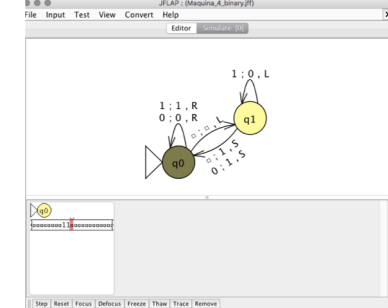 JFLAP : (Maquina_4_binary.jff)
File Input Test View Convert Help
Editor Simulate [0]
1 ; 0 , L
1 ; 1 , R
0 ; 0 , R
□ ; □ , L
q1
□ ; 1 , S
0 ; 1 , S
q0
q0
Step Reset Focus Defocus Freeze Thaw Trace Remove